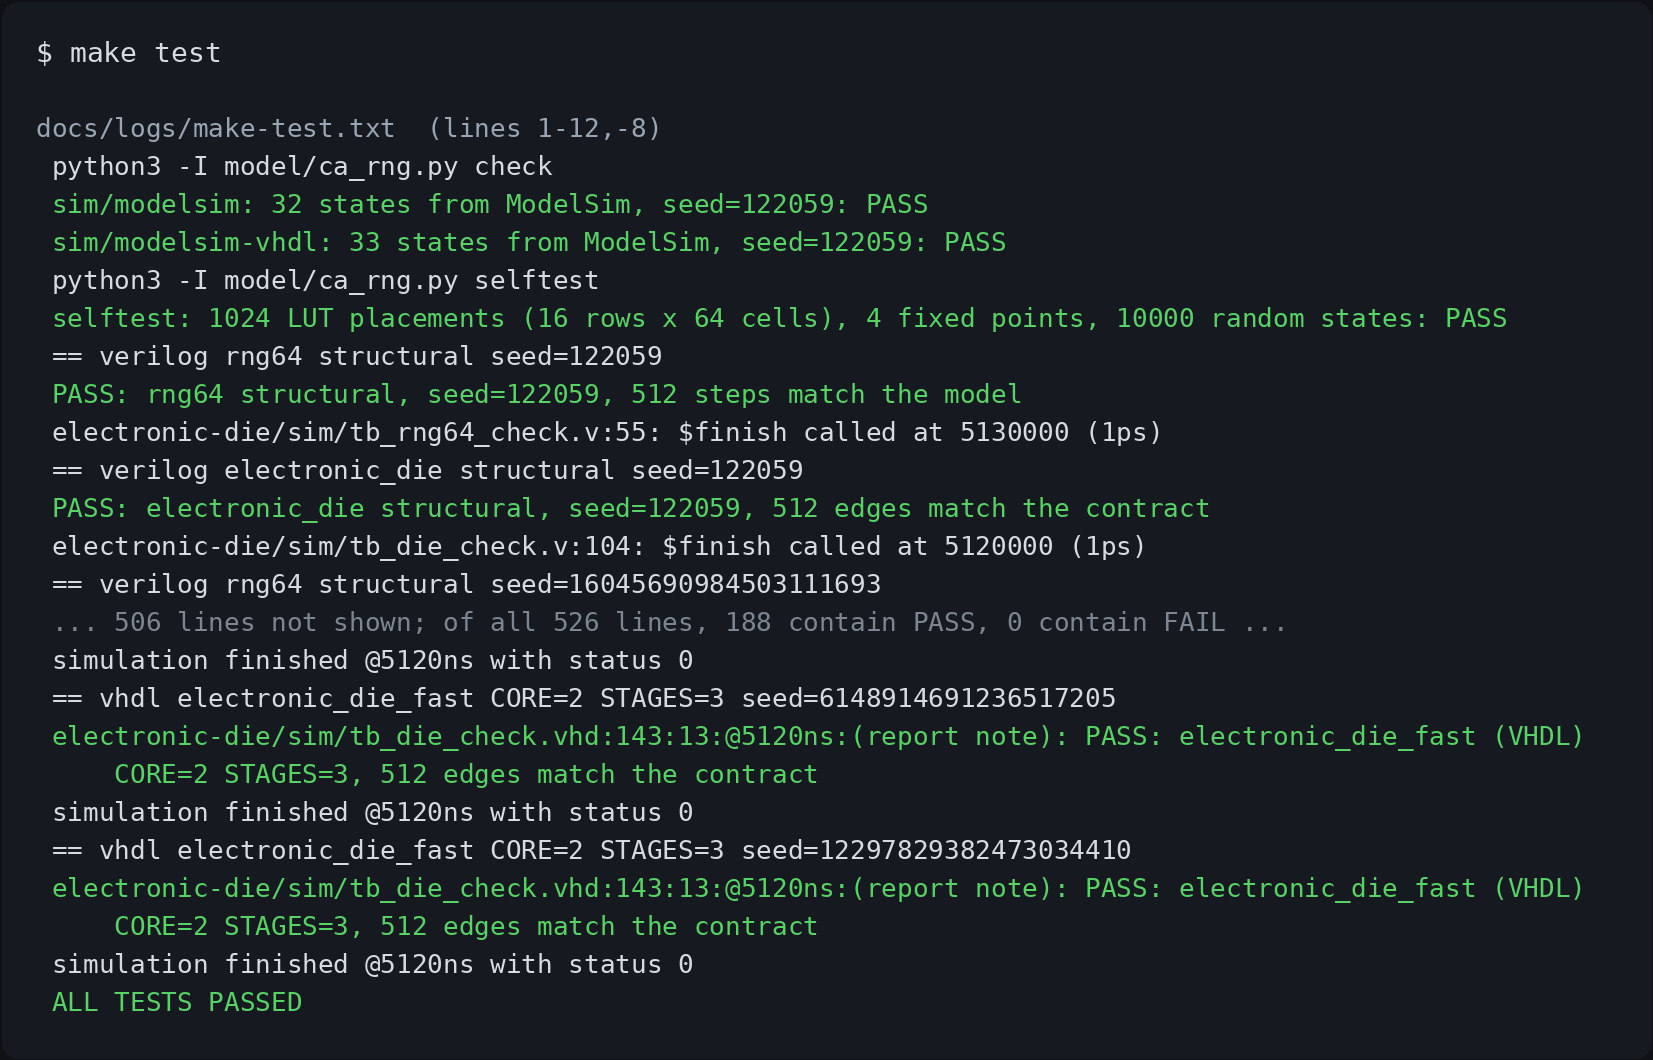 $ make test
docs/logs/make-test.txt  (lines 1-12,-8)
python3 -I model/ca_rng.py check
sim/modelsim: 32 states from ModelSim, seed=122059: PASS
sim/modelsim-vhdl: 33 states from ModelSim, seed=122059: PASS
python3 -I model/ca_rng.py selftest
selftest: 1024 LUT placements (16 rows x 64 cells), 4 fixed points, 10000 random states: PASS
== verilog rng64 structural seed=122059
PASS: rng64 structural, seed=122059, 512 steps match the model
electronic-die/sim/tb_rng64_check.v:55: $finish called at 5130000 (1ps)
== verilog electronic_die structural seed=122059
PASS: electronic_die structural, seed=122059, 512 edges match the contract
electronic-die/sim/tb_die_check.v:104: $finish called at 5120000 (1ps)
== verilog rng64 structural seed=16045690984503111693
... 506 lines not shown; of all 526 lines, 188 contain PASS, 0 contain FAIL ...
simulation finished @5120ns with status 0
== vhdl electronic_die_fast CORE=2 STAGES=3 seed=6148914691236517205
electronic-die/sim/tb_die_check.vhd:143:13:@5120ns:(report note): PASS: electronic_die_fast (VHDL)
CORE=2 STAGES=3, 512 edges match the contract
simulation finished @5120ns with status 0
== vhdl electronic_die_fast CORE=2 STAGES=3 seed=12297829382473034410
electronic-die/sim/tb_die_check.vhd:143:13:@5120ns:(report note): PASS: electronic_die_fast (VHDL)
CORE=2 STAGES=3, 512 edges match the contract
simulation finished @5120ns with status 0
ALL TESTS PASSED